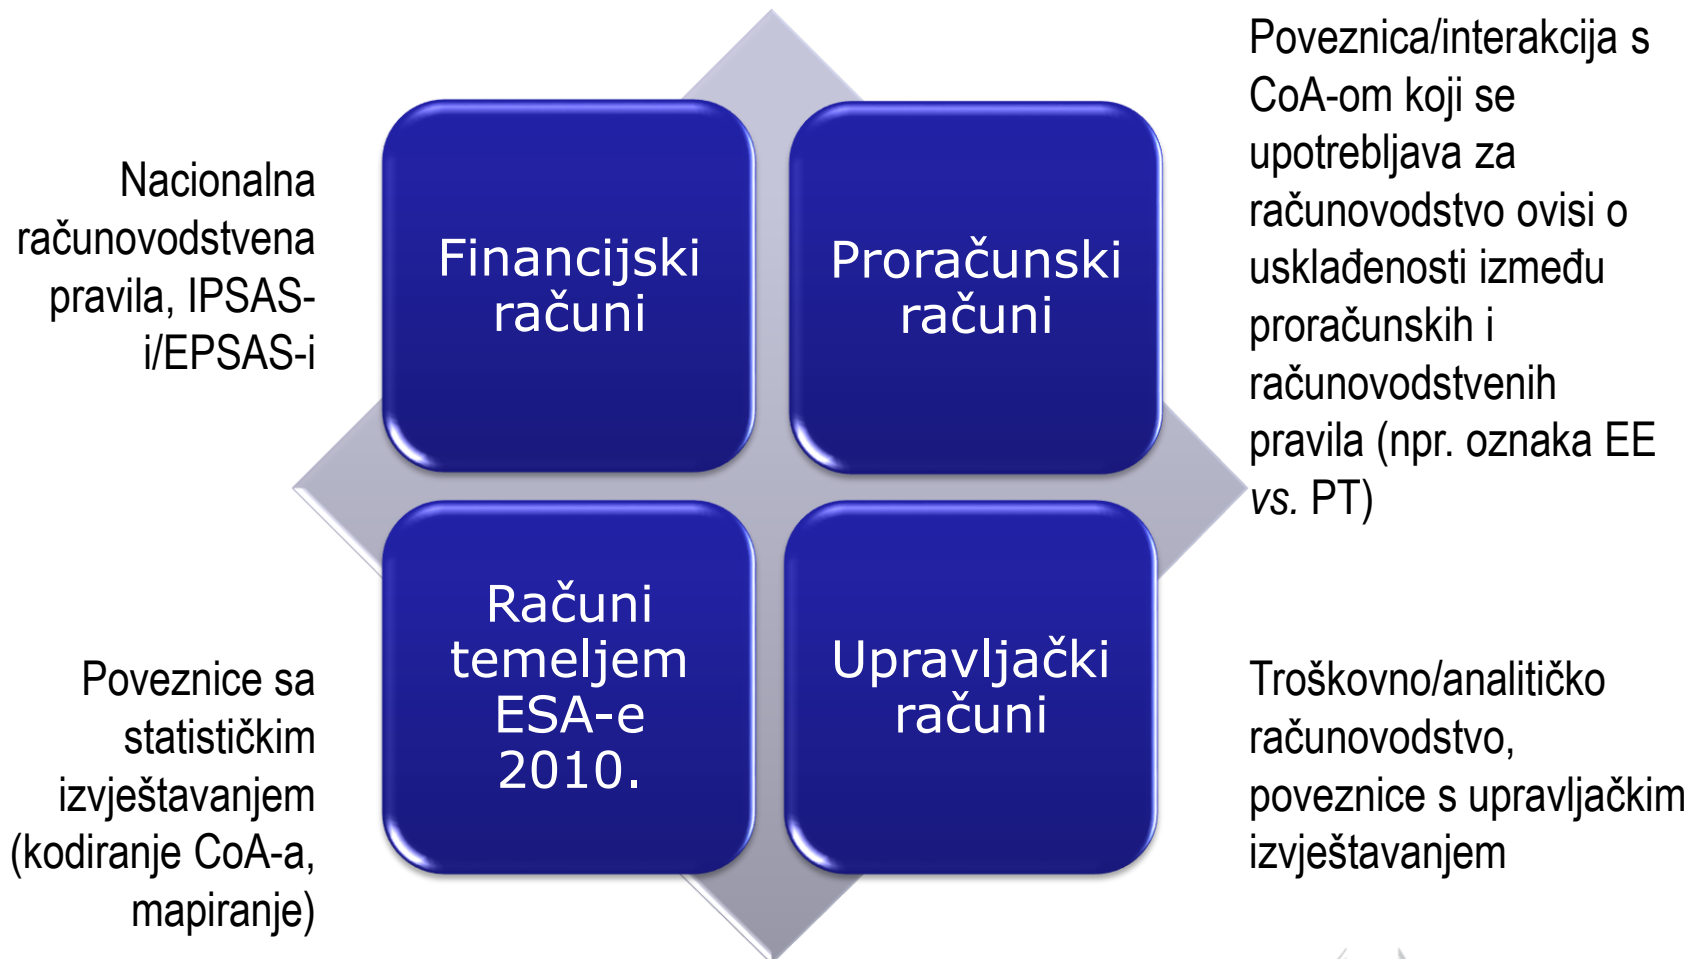 Nacionalna
računovodstvena
pravila, IPSAS-
i/EPSAS-i
Financijski
računi
Proračunski
računi
Poveznica/interakcija s
CoA-om koji se
upotrebljava za
računovodstvo ovisi o
usklađenosti između
proračunskih i
računovodstvenih
pravila (npr. oznaka EE
vs. PT)
Poveznice sa
statističkim
izvještavanjem
(kodiranje CoA-a,
mapiranje)
Računi
temeljem
ESA-e
2010.
Upravljački
računi
Troškovno/analitičko
računovodstvo,
poveznice s upravljačkim
izvještavanjem